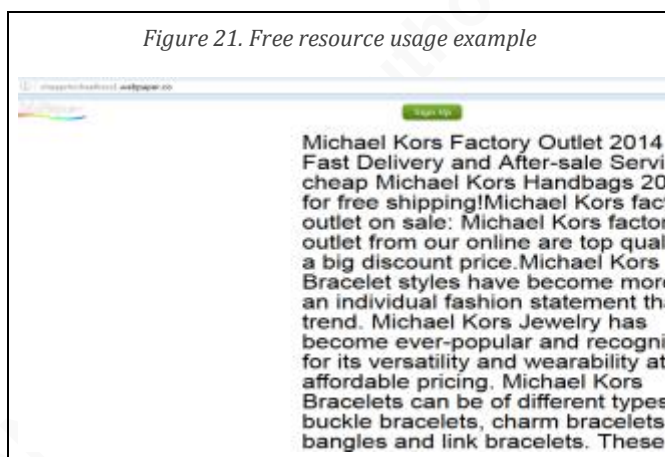 Figure 21. Free resource usage example
webpaper.co
Sign Up
Michael Kors Factory Outlet 2014
Fast Delivery and After-sale Servi
cheap Michael Kors Handbags 20
for free shipping!Michael Kors fac
outlet on sale: Michael Kors factor
outlet from our online are top qual
a big discount price.Michael Kors
Bracelet styles have become more
an individual fashion statement tha
trend. Michael Kors Jewelry has
become ever-popular and recogni
for its versatility and wearability at
affordable pricing. Michael Kors
Bracelets can be of different types
buckle bracelets, charm bracelets
bangles and link bracelets. These